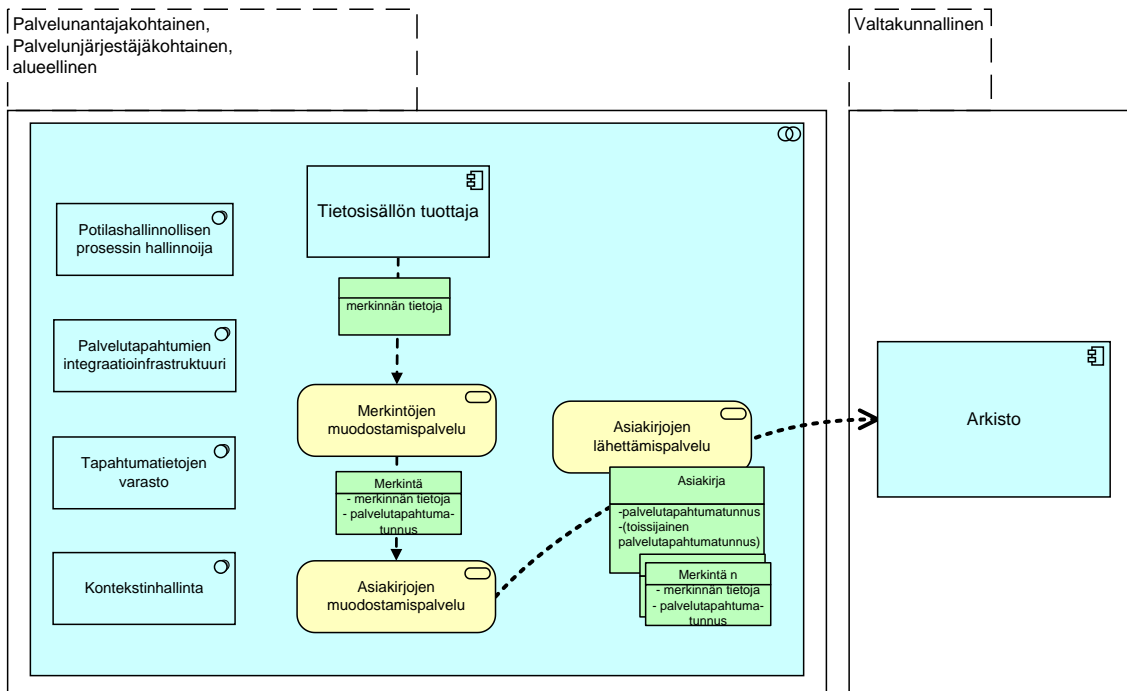 Palvelunantajakohtainen,
Palvelunjärjestäjäkohtainen,
alueellinen
Valtakunnallinen
Potilashallinnollisen
prosessin hallinnoija
Palvelutapahtumien
integraatioinfrastruktuuri
Tapahtumatietojen
varasto
Kontekstinhallinta
Tietosisällön tuottaja
merkinnän tietoja
Merkintöjen
muodostamispalvelu
Merkintä
- merkinnän tietoja
- palvelutapahtuma-
tunnus
Asiakirjojen
muodostamispalvelu
Asiakirjojen
lähettämispalvelu
Asiakirja
-palvelutapahtumatunnus
-(toissijainen
palvelutapahtumatunnus)
Merkintä n
- merkinnän tietoja
- palvelutapahtuma-
tunnus
Arkisto